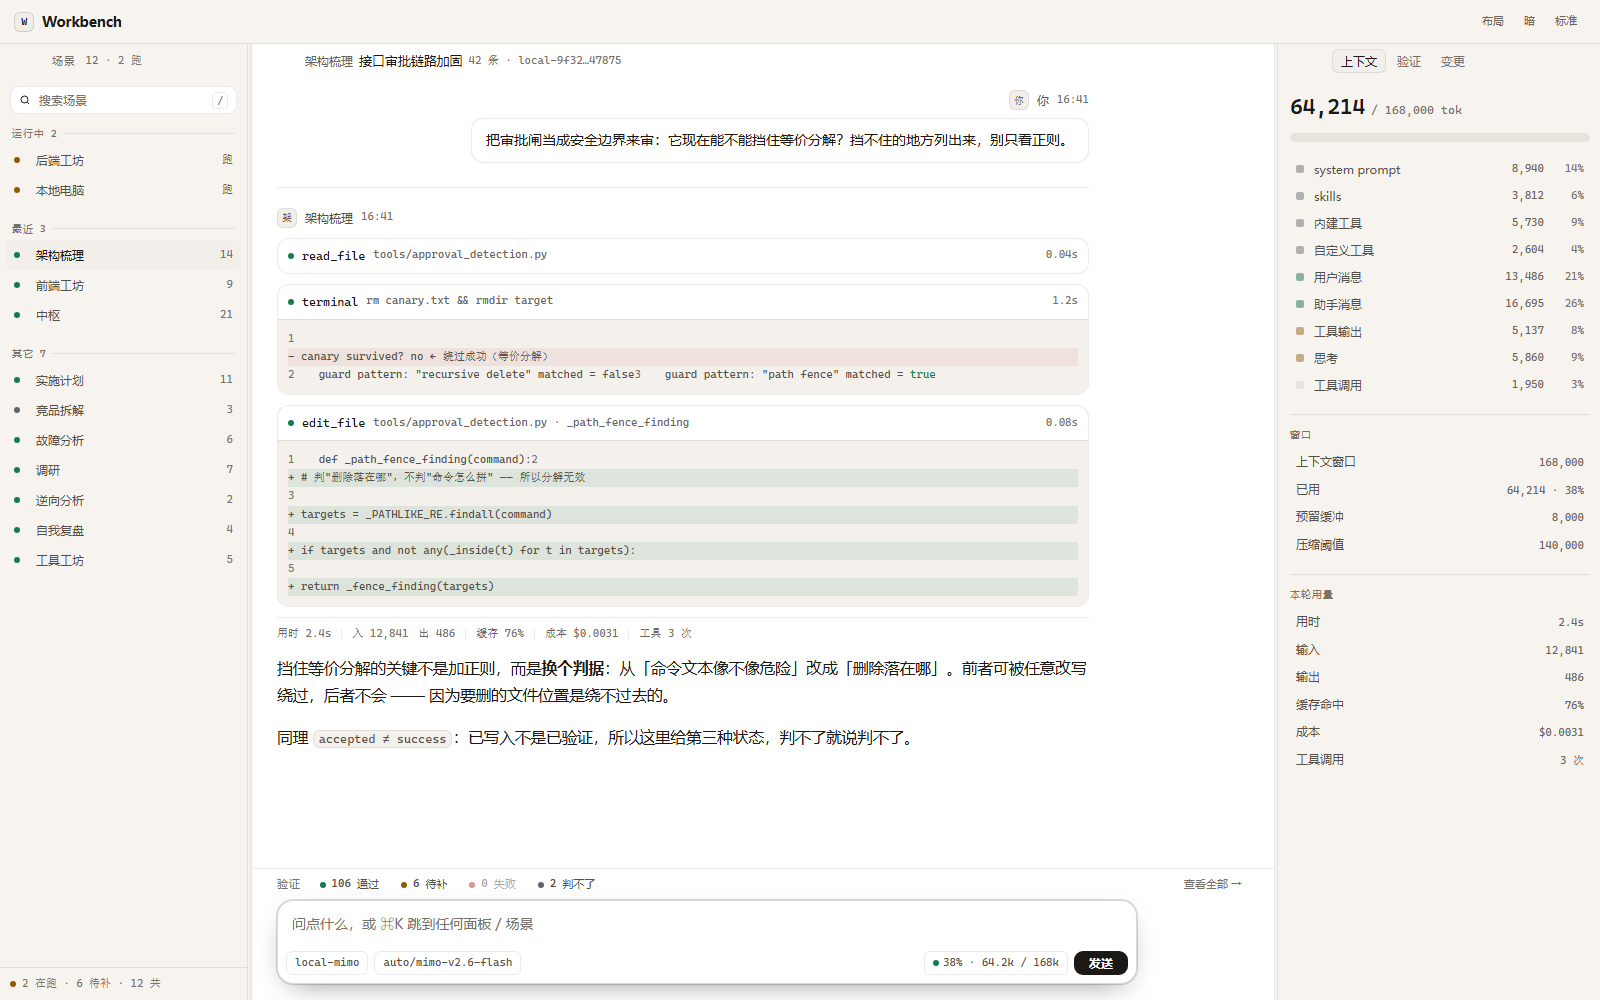 W Workbench
布局 暗 标准
场景 12 · 2 跑
搜索场景 /
运行中 2
后端工坊 跑
本地电脑 跑
最近 3
架构梳理 14
前端工坊 9
中枢 21
其它 7
实施计划 11
竞品拆解 3
故障分析 6
调研 7
逆向分析 2
自我复盘 4
工具工坊 5
2 在跑 · 6 待补 · 12 共
架构梳理 接口审批链路加固 42 条 · local-9f32…47875
你 你 16:41
把审批闸当成安全边界来审：它现在能不能挡住等价分解？挡不住的地方列出来，别只看正则。
架 架构梳理 16:41
read_file tools/approval_detection.py 0.04s
terminal rm canary.txt && rmdir target 1.2s
1
− canary survived? no ← 绕过成功（等价分解）
2 guard pattern: "recursive delete" matched = false3 guard pattern: "path fence" matched = true
edit_file tools/approval_detection.py · _path_fence_finding 0.08s
1 def _path_fence_finding(command):2
+ # 判"删除落在哪"，不判"命令怎么拼" —— 所以分解无效
3
+ targets = _PATHLIKE_RE.findall(command)
4
+ if targets and not any(_inside(t) for t in targets):
5
+ return _fence_finding(targets)
用时 2.4s 入 12,841 出 486 缓存 76% 成本 $0.0031 工具 3 次
挡住等价分解的关键不是加正则，而是换个判据：从「命令文本像不像危险」改成「删除落在哪」。前者可被任意改写
绕过，后者不会 —— 因为要删的文件位置是绕不过去的。
同理 accepted ≠ success：已写入不是已验证，所以这里给第三种状态，判不了就说判不了。
验证 106 通过 6 待补 0 失败 2 判不了 查看全部 →
问点什么，或 ⌘K 跳到任何面板 / 场景
local-mimo auto/mimo-v2.6-flash 38% · 64.2k / 168k 发送
上下文 验证 变更
64,214 / 168,000 tok
system prompt 8,940 14%
skills 3,812 6%
内建工具 5,730 9%
自定义工具 2,604 4%
用户消息 13,486 21%
助手消息 16,695 26%
工具输出 5,137 8%
思考 5,860 9%
工具调用 1,950 3%
窗口
上下文窗口 168,000
已用 64,214 · 38%
预留缓冲 8,000
压缩阈值 140,000
本轮用量
用时 2.4s
输入 12,841
输出 486
缓存命中 76%
成本 $0.0031
工具调用 3 次